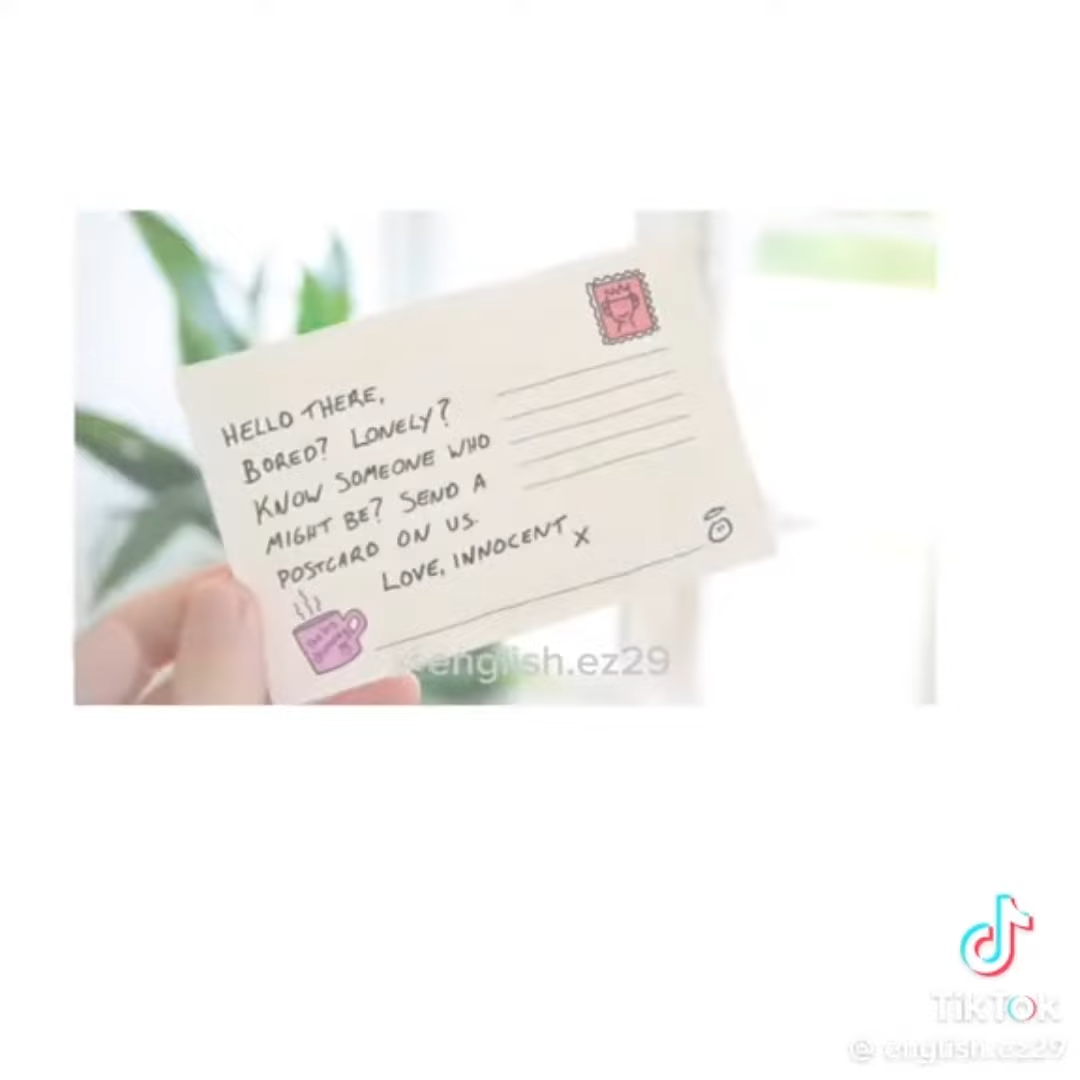 HELLO THERE,
BORED? LONELY?
KNOW SOMEONE WHO
MIGHT BE? SEND A
POSTCARD ON US.
LOVE, INNOCENT X
english.ez29
TikTok
@ english.ez29